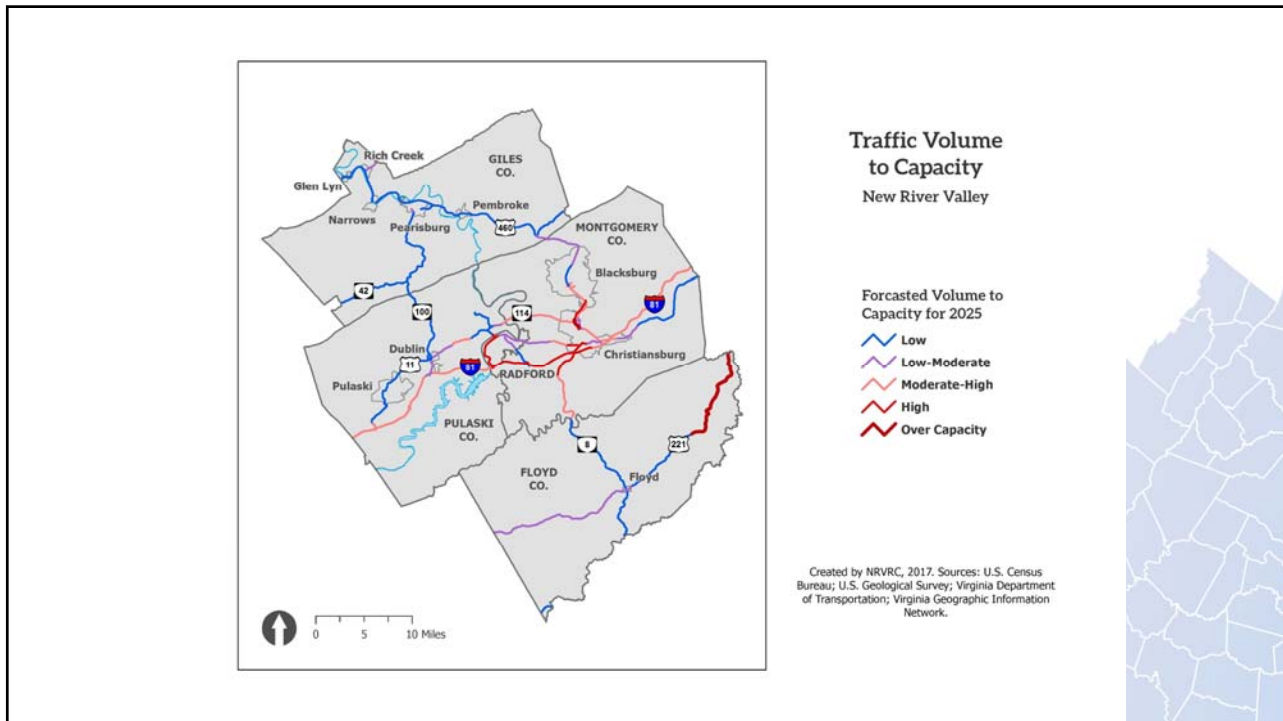 Traffic Volume
to Capacity
New River Valley
Rich Creek
GILES
CO.
Glen Lyn
Pembroke
Narrows
Pearisburg
460
MONTGOMERY
CO.
Blacksburg
42
81
100
114
Dublin
Christiansburg
11
81
RADFORD
Pulaski
PULASKI
CO.
8
221
FLOYD
CO.
Floyd
Forcasted Volume to
Capacity for 2025
Low
Low-Moderate
Moderate-High
High
Over Capacity
Created by NRVRC, 2017. Sources: U.S. Census
Bureau; U.S. Geological Survey; Virginia Department
of Transportation; Virginia Geographic Information
Network.
0 5 10 Miles